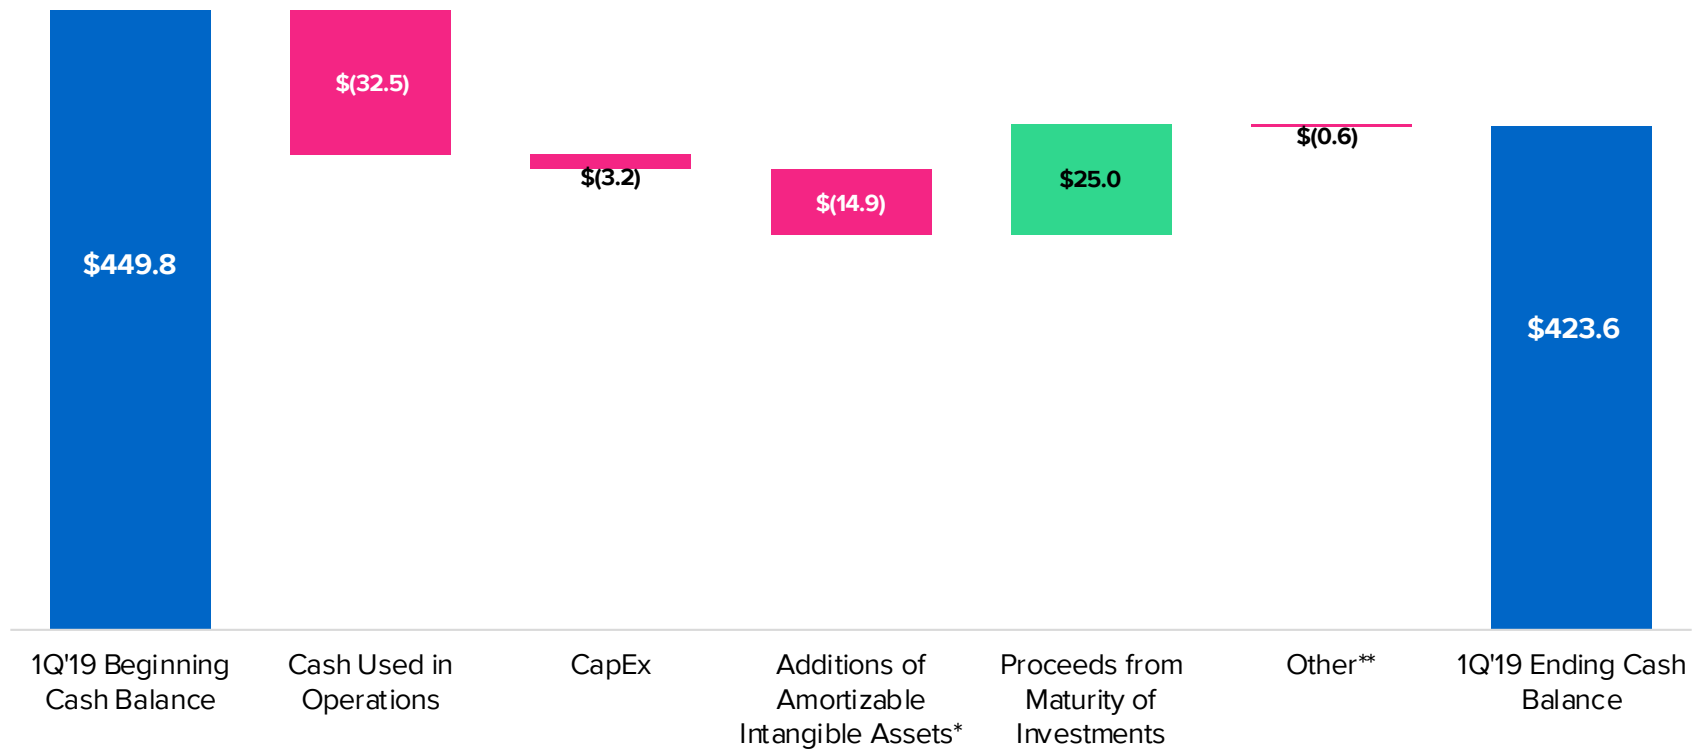 $449.8
$(32.5)
$(3.2)
$(14.9)
$25.0
$(0.6)
$423.6
1Q'19 Beginning
Cash Balance
Cash Used in
Operations
CapEx
Additions of
Amortizable
Intangible Assets*
Proceeds from
Maturity of
Investments
Other**
1Q'19 Ending Cash
Balance